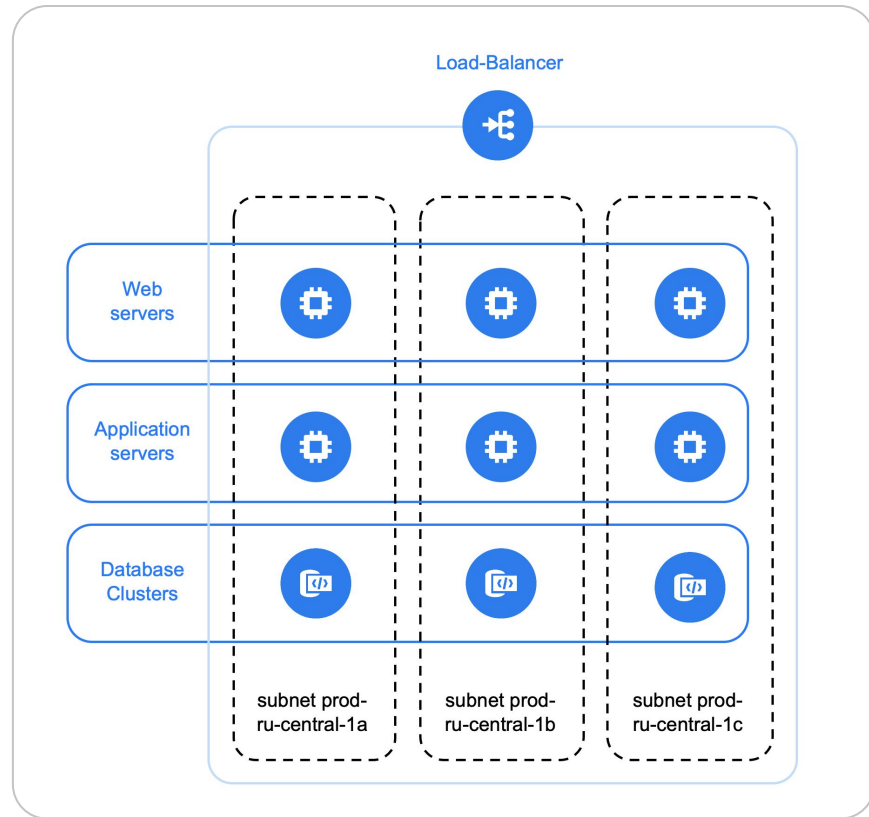 Load-Balancer
Web
servers
Application
servers
Database
Clusters
subnet prod-
ru-central-1a
subnet prod-
ru-central-1b
subnet prod-
ru-central-1c